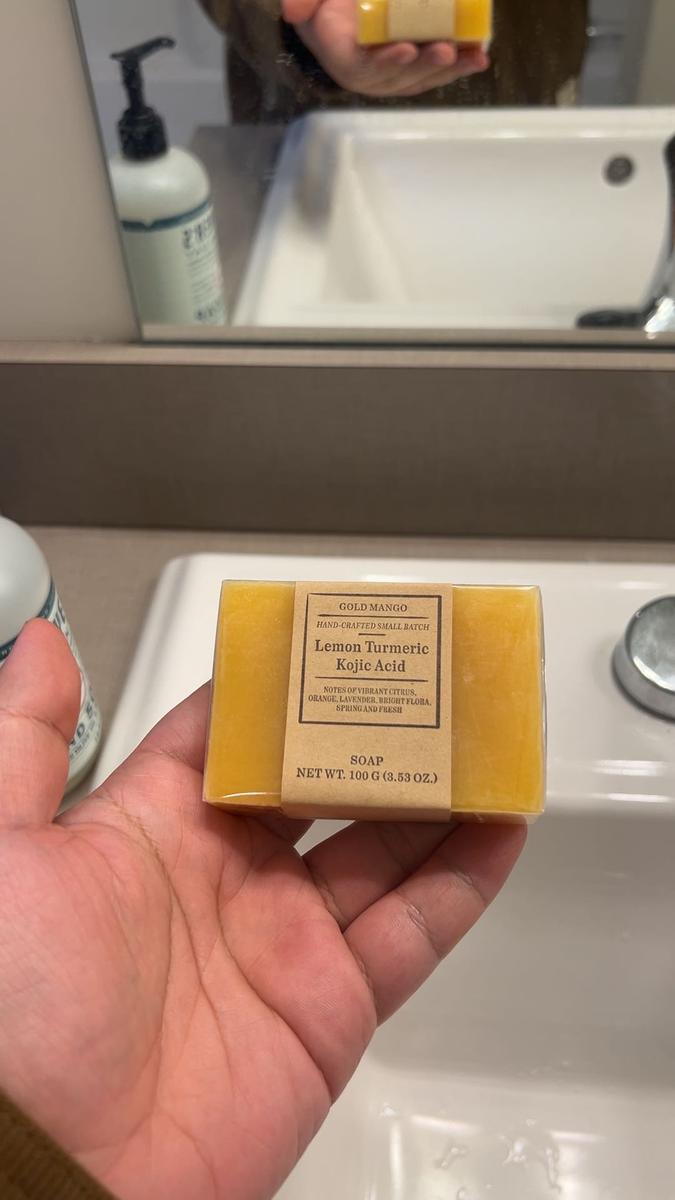 GOLD MANGO
HAND-CRAFTED SMALL BATCH
Lemon Turmeric
Kojic Acid
NOTES OF VIBRANT CITRUS,
ORANGE, LAVENDER, BRIGHT FLORA,
SPRING AND FRESH
SOAP
NET WT. 100 G (3.53 OZ.)